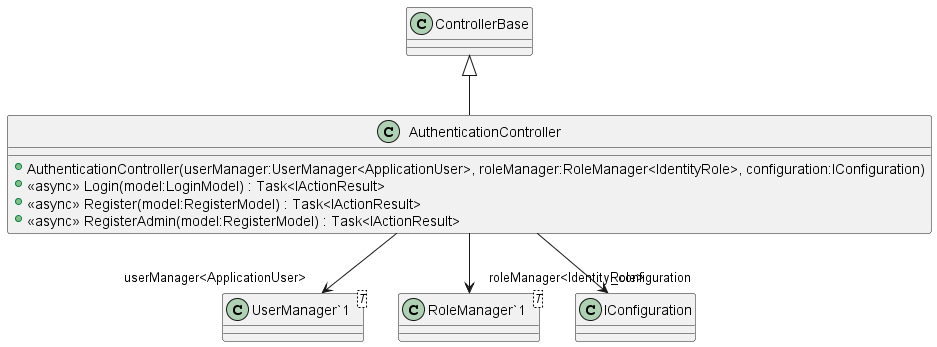 C ControllerBase
C AuthenticationController
AuthenticationController(userManager:UserManager<ApplicationUser>, roleManager:RoleManager<IdentityRole>, configuration:IConfiguration)
«async» Login(model:LoginModel) : Task<IActionResult>
«async» Register(model:RegisterModel) : Task<IActionResult>
«async» RegisterAdmin(model:RegisterModel) : Task<IActionResult>
userManager<ApplicationUser>
roleManager<IdentityRole>
_configuration
C UserManager`1 T
C RoleManager`1 T
C IConfiguration